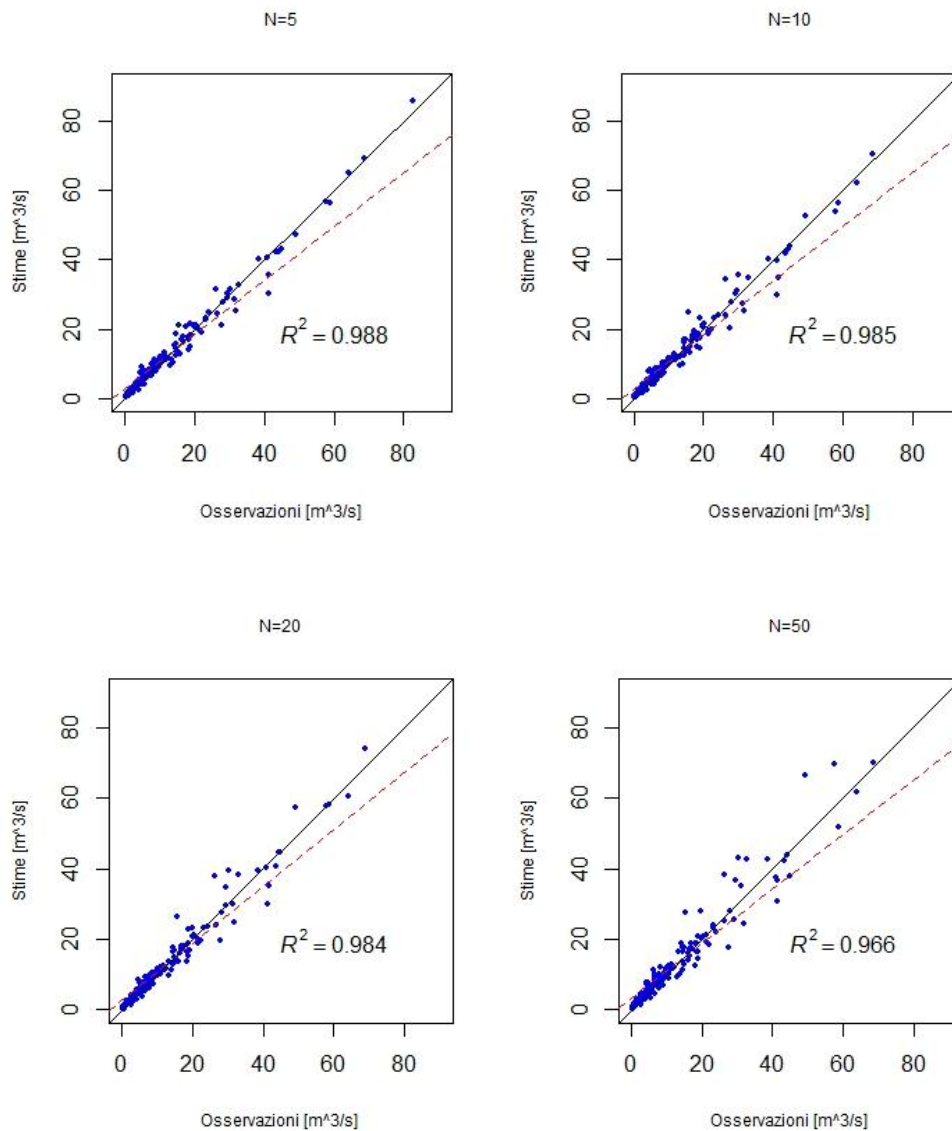 N=5
N=10
Stime [m^3/s]
80
60
40
20
0
R² = 0.988
0 20 40 60 80
Osservazioni [m^3/s]
Stime [m^3/s]
80
60
40
20
0
R² = 0.985
0 20 40 60 80
Osservazioni [m^3/s]
N=20
N=50
Stime [m^3/s]
80
60
40
20
0
R² = 0.984
0 20 40 60 80
Osservazioni [m^3/s]
Stime [m^3/s]
80
60
40
20
0
R² = 0.966
0 20 40 60 80
Osservazioni [m^3/s]